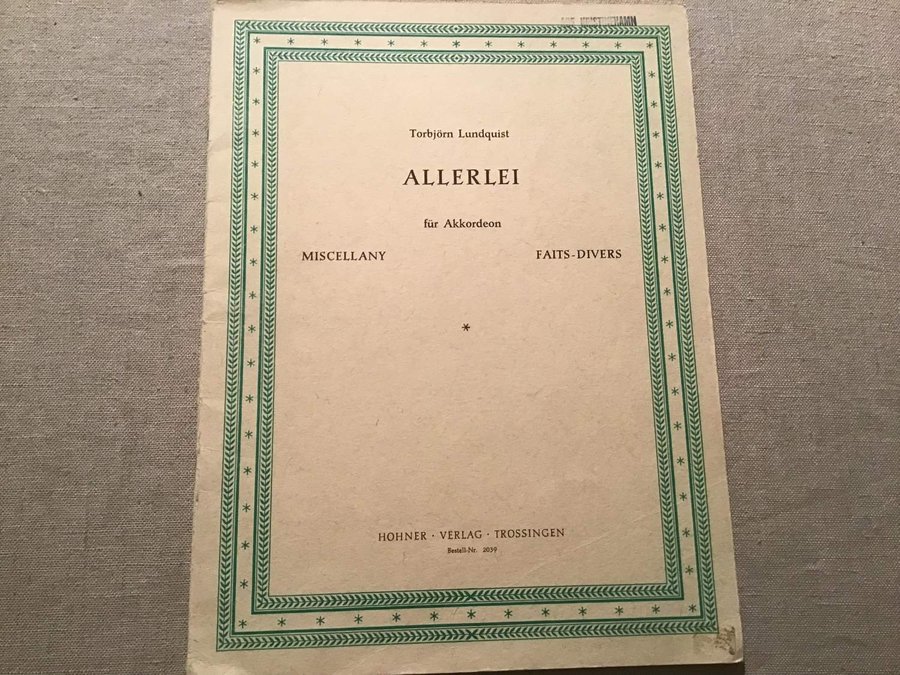 Torbjörn Lundquist
ALLERLEI
für Akkordeon
MISCELLANY FAITS-DIVERS
*
HOHNER · VERLAG · TROSSINGEN
Bestell-Nr. 2039